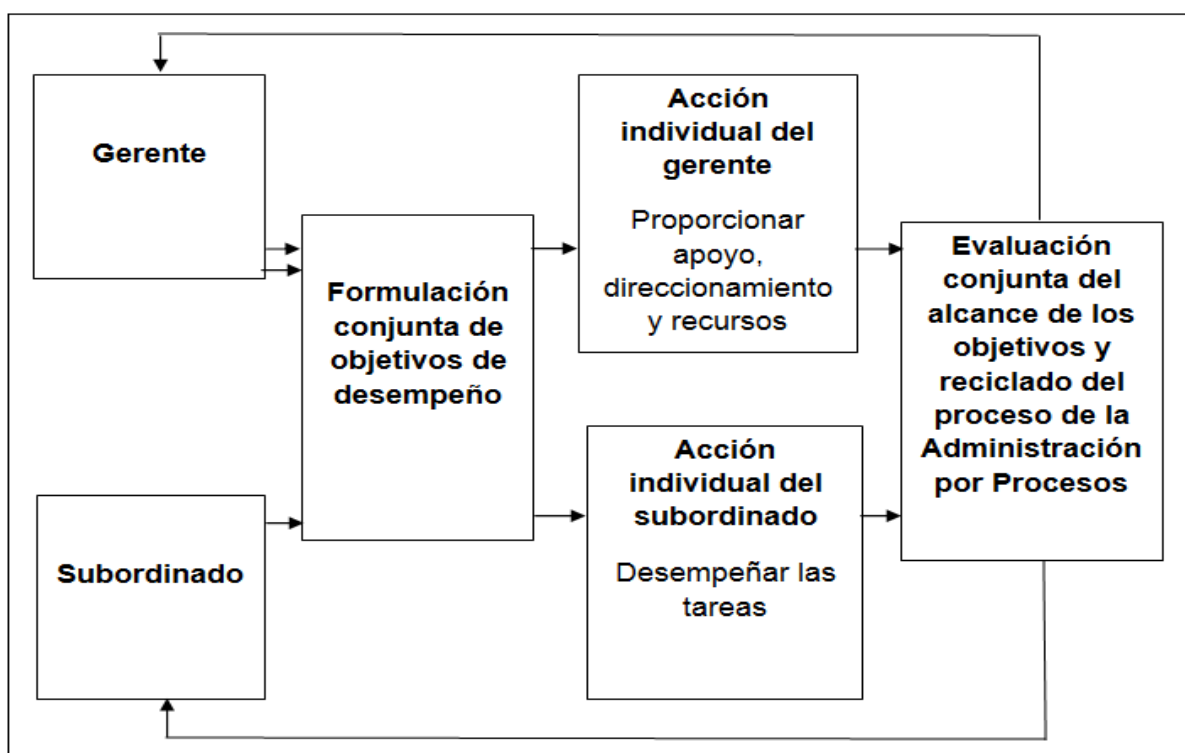 Gerente
Subordinado
Formulación
conjunta de
objetivos de
desempeño
Acción
individual del
gerente
Proporcionar
apoyo,
direccionamiento
y recursos
Acción
individual del
subordinado
Desempeñar las
tareas
Evaluación
conjunta del
alcance de los
objetivos y
reciclado del
proceso de la
Administración
por Procesos